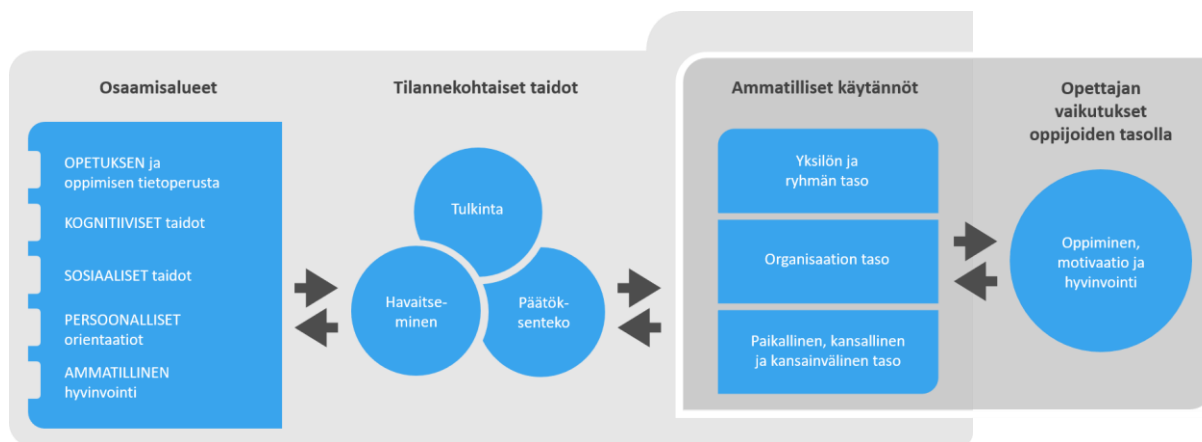 Osaamisalueet
OPETUKSEN ja
oppimisen tietoperusta
KOGNITIIVISET taidot
SOSIAALISET taidot
PERSOONALLISET
orientaatiot
AMMATILLINEN
hyvinvointi
Tilannekohtaiset taidot
Tulkinta
Havaitse-
minen
Päätök-
senteko
Ammatilliset käytännöt
Yksilön ja
ryhmän taso
Organisaation taso
Paikallinen, kansallinen
ja kansainvälinen taso
Opettajan
vaikutukset
oppijoiden tasolla
Oppiminen,
motivaatio ja
hyvinvointi